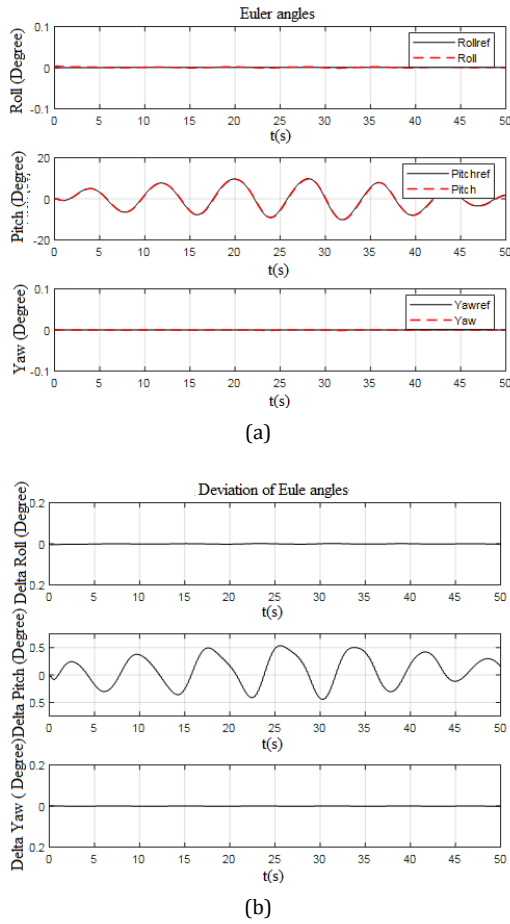 Euler angles
Roll (Degree)
0.1
0
-0.1
Rollref
Roll
0 5 10 15 20 25 30 35 40 45 50
t(s)
Pitch (Degree)
20
0
-20
Pitchref
Pitch
0 5 10 15 20 25 30 35 40 45 50
t(s)
Yaw (Degree)
0.1
0
-0.1
Yawref
Yaw
0 5 10 15 20 25 30 35 40 45 50
t(s)
(a)
Deviation of Eule angles
Delta Roll (Degree)
0.2
0
0.2
0 5 10 15 20 25 30 35 40 45 50
t(s)
Delta Pitch (Degree)
0.5
0
0.5
0 5 10 15 20 25 30 35 40 45 50
t(s)
Delta Yaw ( Degree)
0.2
0
0.2
0 5 10 15 20 25 30 35 40 45 50
t(s)
(b)